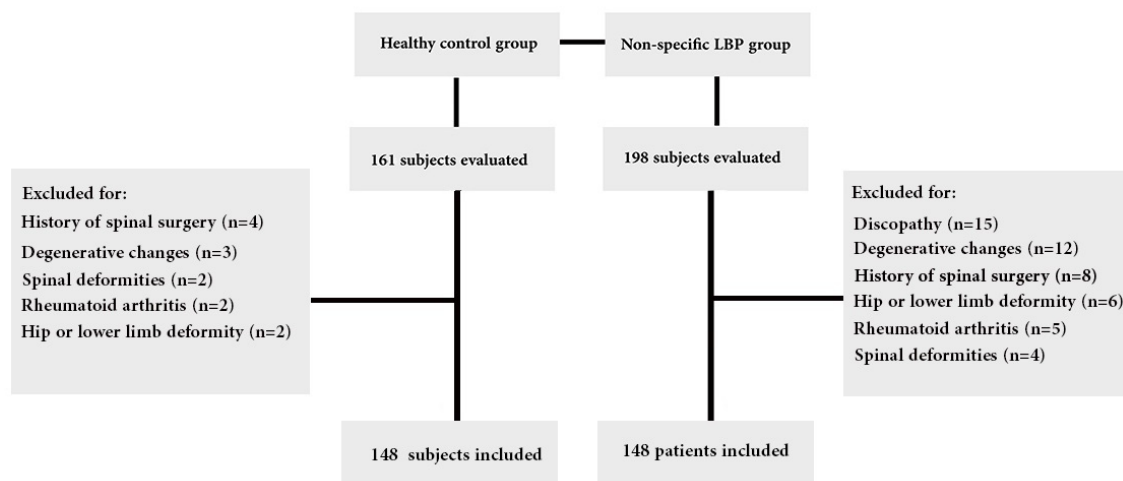 Healthy control group
Non-specific LBP group
161 subjects evaluated
198 subjects evaluated
Excluded for:
History of spinal surgery (n=4)
Degenerative changes (n=3)
Spinal deformities (n=2)
Rheumatoid arthritis (n=2)
Hip or lower limb deformity (n=2)
Excluded for:
Discopathy (n=15)
Degenerative changes (n=12)
History of spinal surgery (n=8)
Hip or lower limb deformity (n=6)
Rheumatoid arthritis (n=5)
Spinal deformities (n=4)
148 subjects included
148 patients included